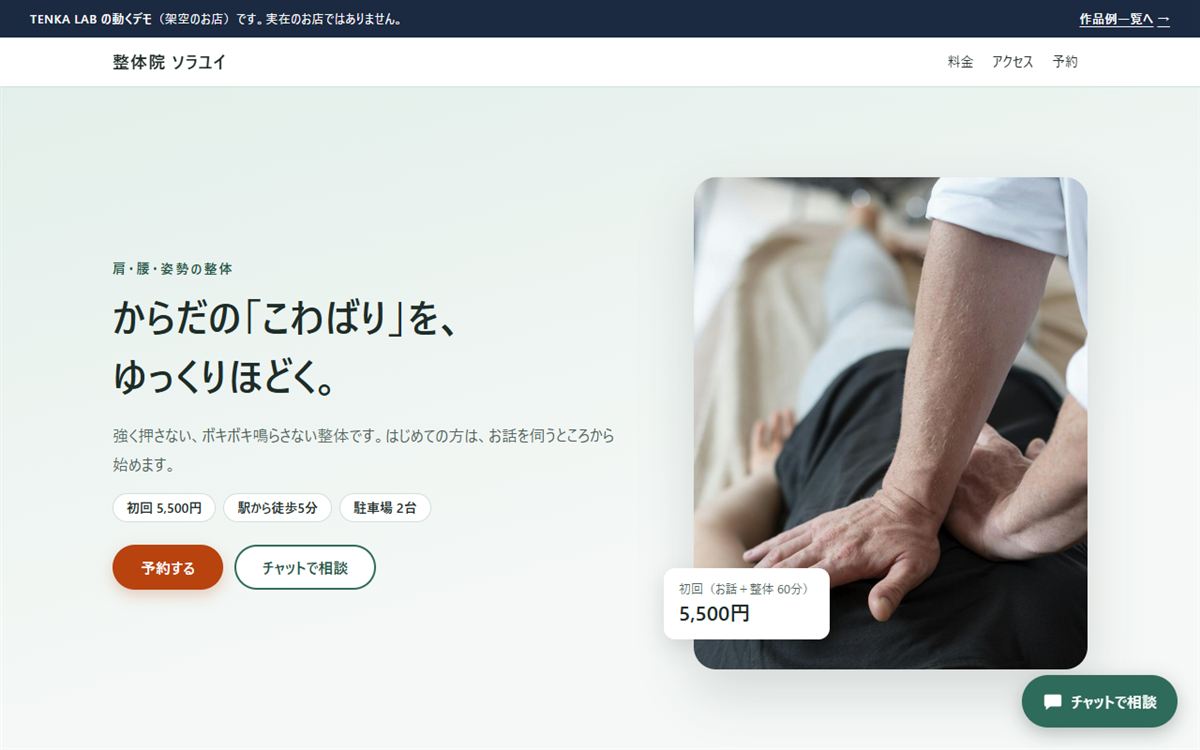 TENKA LAB の動くデモ（架空のお店）です。実在のお店ではありません。
作品例一覧へ →
整体院 ソラユイ
料金 アクセス 予約
肩・腰・姿勢の整体
からだの「こわばり」を、
ゆっくりほどく。
強く押さない、ボキボキ鳴らさない整体です。はじめての方は、お話を伺うところから
始めます。
初回 5,500円 駅から徒歩5分 駐車場 2台
予約する チャットで相談
初回（お話＋整体 60分）
5,500円
チャットで相談